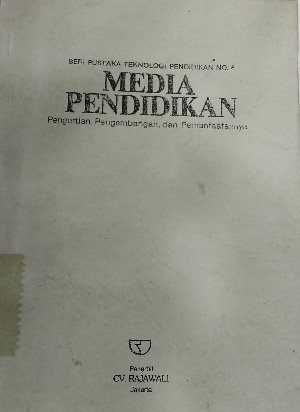 SERI PUSTAKA TEKNOLOGI PENDIDIKAN NO. 6
MEDIA
PENDIDIKAN
Pengertian, Pengembangan, dan Pemanfaatannya
Penerbit
CV. RAJAWALI
Jakarta